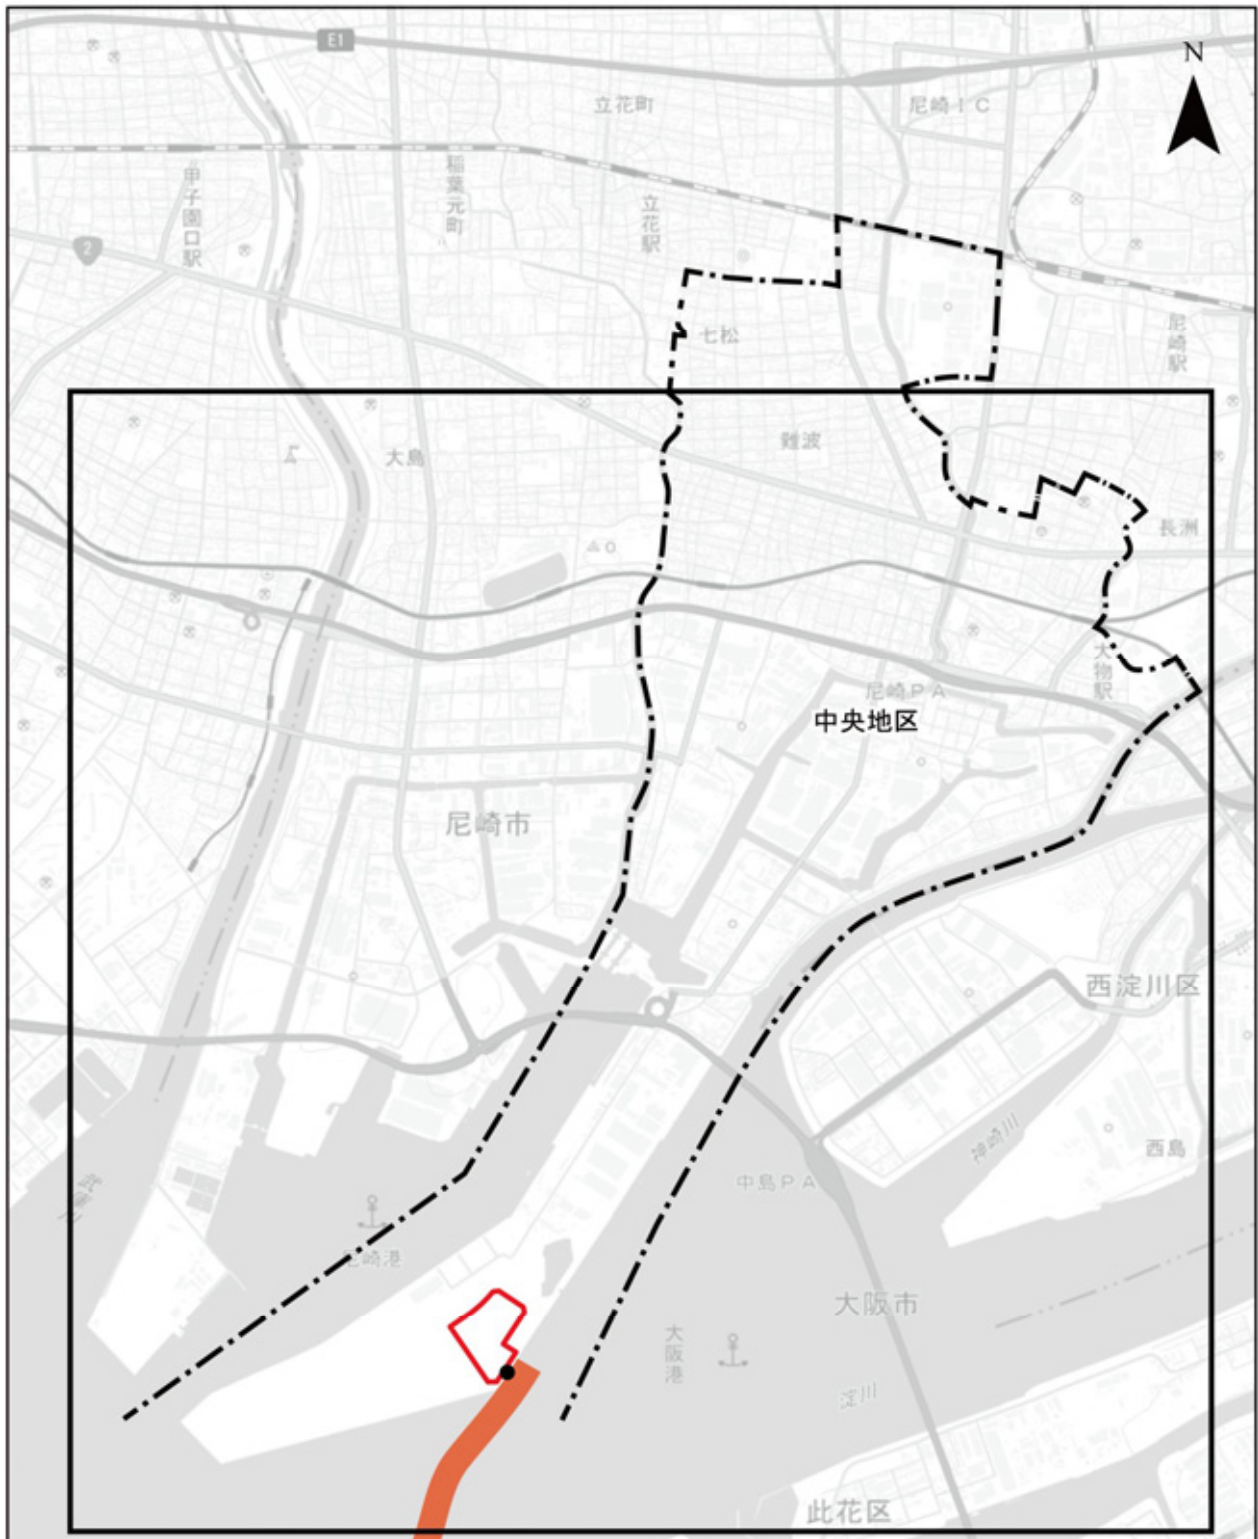 E1
N
立花町
尼崎IC
甲子園口駅
稲葉元町
立花駅
2
七松
尼崎駅
大島
難波
長洲
大物駅
尼崎PA
中央地区
尼崎市
西淀川区
神崎川
西島
中島PA
武庫川
尼崎港
大阪市
大阪港
淀川
此花区